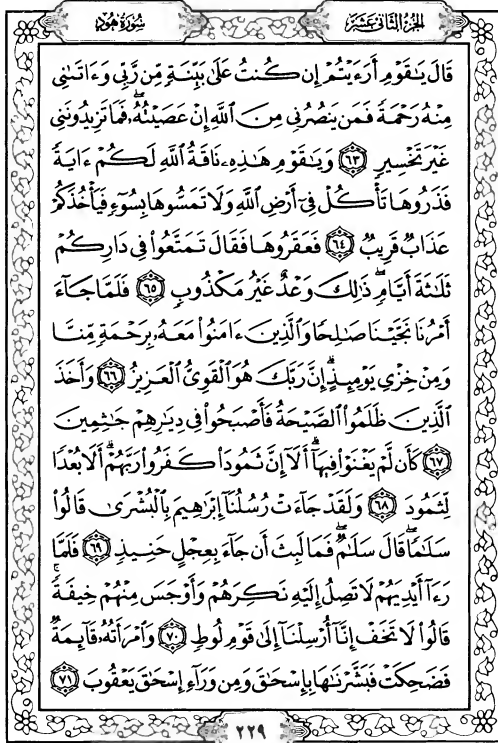 الجزء الثاني عشر
سورة هود
قَالَ يَٰقَوْمِ أَرَءَيْتُمْ إِن كُنتُ عَلَىٰ بَيِّنَةٍ مِّن رَّبِّي وَءَاتَىٰنِي
مِنْهُ رَحْمَةً فَمَن يَنصُرُنِي مِنَ ٱللَّهِ إِنْ عَصَيْتُهُۥۖ فَمَا تَزِيدُونَنِي
غَيْرَ تَخْسِيرٍ ٦٣ وَيَٰقَوْمِ هَٰذِهِۦ نَاقَةُ ٱللَّهِ لَكُمْ ءَايَةً
فَذَرُوهَا تَأْكُلْ فِىٓ أَرْضِ ٱللَّهِ وَلَا تَمَسُّوهَا بِسُوٓءٍ فَيَأْخُذَكُمْ
عَذَابٌ قَرِيبٌ ٦٤ فَعَقَرُوهَا فَقَالَ تَمَتَّعُوا۟ فِى دَارِكُمْ
ثَلَٰثَةَ أَيَّامٍۖ ذَٰلِكَ وَعْدٌ غَيْرُ مَكْذُوبٍ ٦٥ فَلَمَّا جَآءَ
أَمْرُنَا نَجَّيْنَا صَٰلِحًا وَٱلَّذِينَ ءَامَنُوا۟ مَعَهُۥ بِرَحْمَةٍ مِّنَّا
وَمِنْ خِزْىِ يَوْمِئِذٍۗ إِنَّ رَبَّكَ هُوَ ٱلْقَوِىُّ ٱلْعَزِيزُ ٦٦ وَأَخَذَ
ٱلَّذِينَ ظَلَمُوا۟ ٱلصَّيْحَةُ فَأَصْبَحُوا۟ فِى دِيَٰرِهِمْ جَٰثِمِينَ
٦٧ كَأَن لَّمْ يَغْنَوْا۟ فِيهَآۗ أَلَآ إِنَّ ثَمُودَا۟ كَفَرُوا۟ رَبَّهُمْۗ أَلَا بُعْدًا
لِّثَمُودَ ٦٨ وَلَقَدْ جَآءَتْ رُسُلُنَآ إِبْرَٰهِيمَ بِٱلْبُشْرَىٰ قَالُوا۟
سَلَٰمًاۖ قَالَ سَلَٰمٌۖ فَمَا لَبِثَ أَن جَآءَ بِعِجْلٍ حَنِيذٍ ٦٩ فَلَمَّا
رَءَآ أَيْدِيَهُمْ لَا تَصِلُ إِلَيْهِ نَكِرَهُمْ وَأَوْجَسَ مِنْهُمْ خِيفَةًۚ
قَالُوا۟ لَا تَخَفْ إِنَّآ أُرْسِلْنَآ إِلَىٰ قَوْمِ لُوطٍ ٧٠ وَٱمْرَأَتُهُۥ قَآئِمَةٌ
فَضَحِكَتْ فَبَشَّرْنَٰهَا بِإِسْحَٰقَ وَمِن وَرَآءِ إِسْحَٰقَ يَعْقُوبَ ٧١
٢٢٩